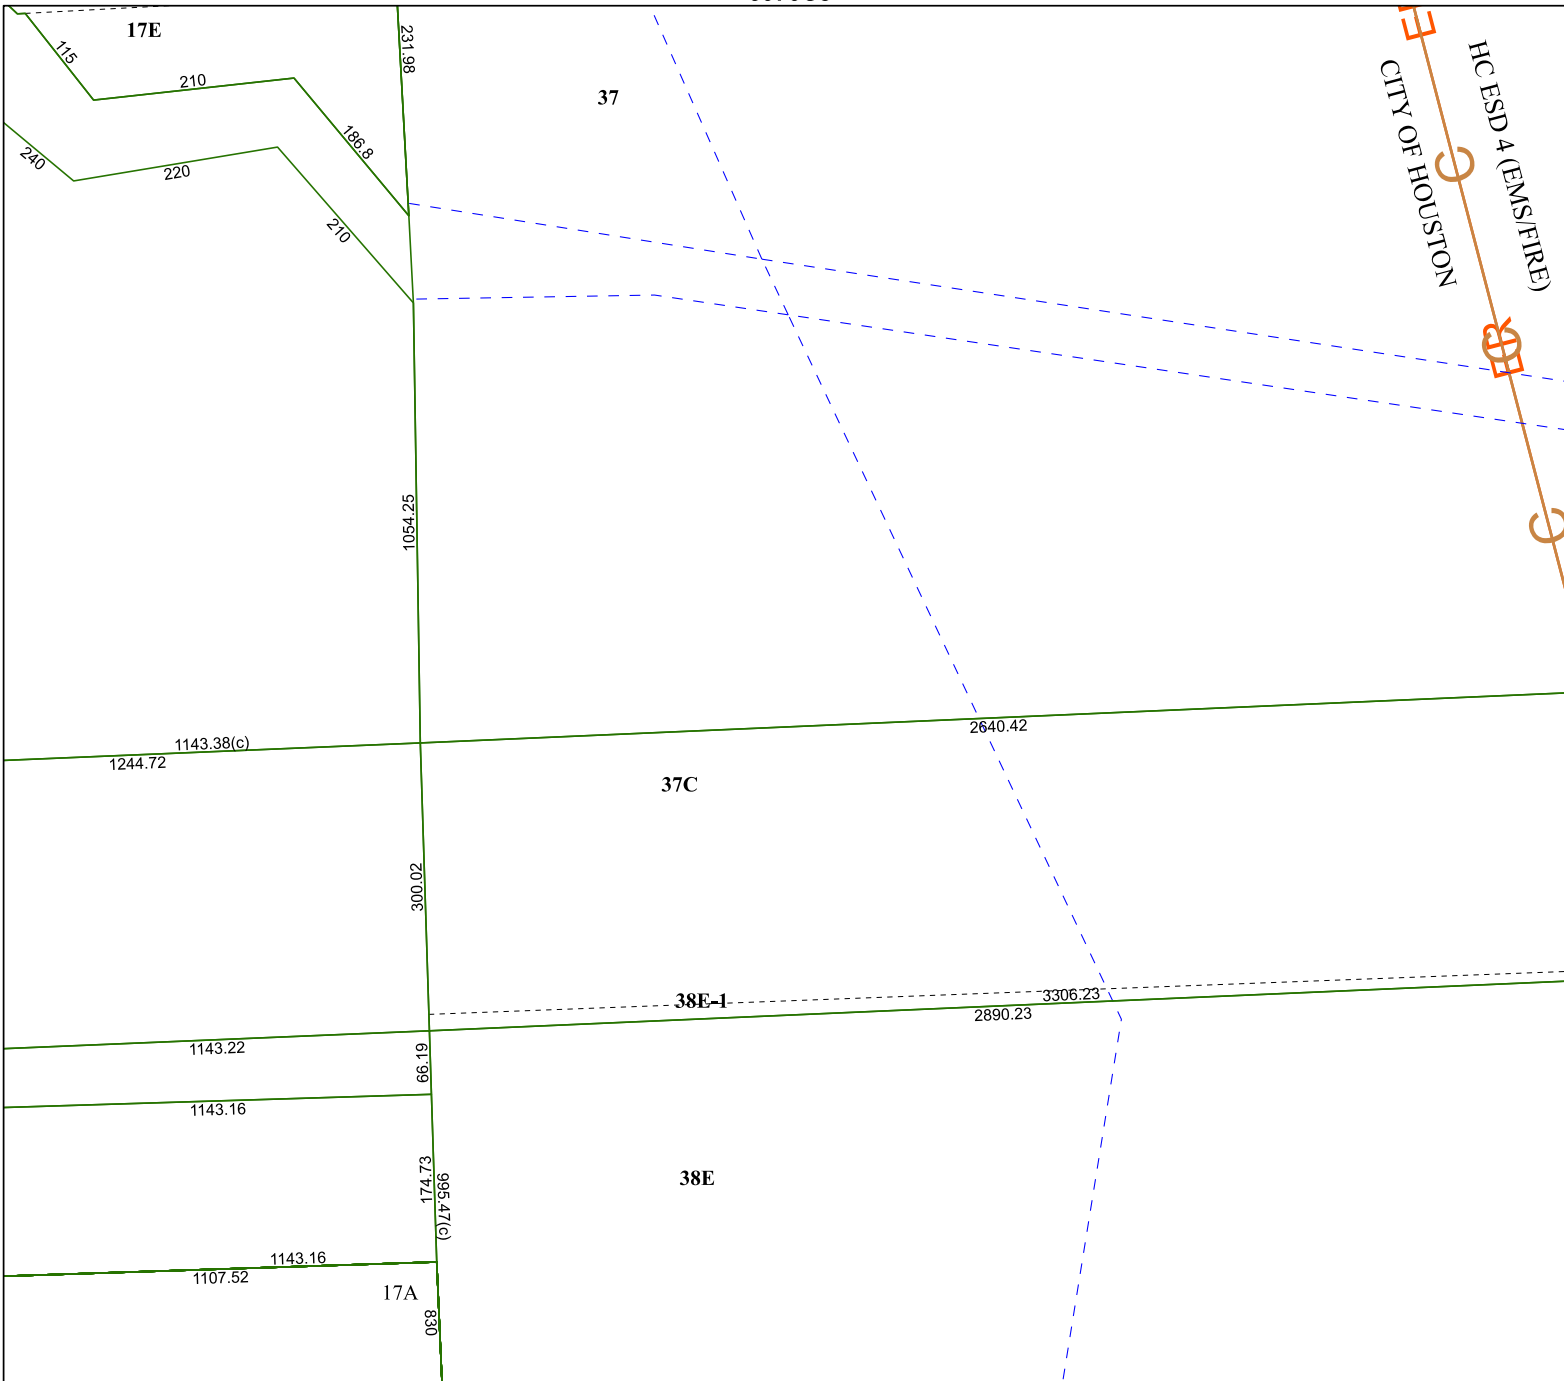 17E
115
210
186.8
231.98
37
240
220
210
CITY OF HOUSTON
HC ESD 4 (EMS/FIRE)
C
C
C
1054.25
1143.38(c)
1244.72
2640.42
37C
300.02
38E-1
3306.23
2890.23
1143.22
66.19
1143.16
174.73
995.47(c)
38E
1143.16
1107.52
17A
830